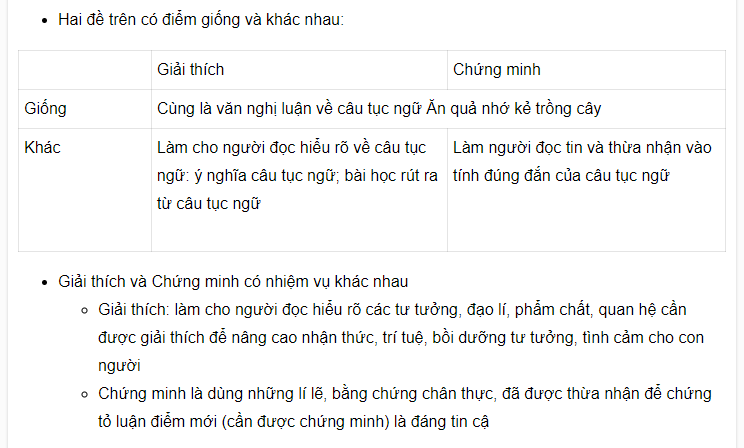 Hai đề trên có điểm giống và khác nhau:
Giải thích
Chứng minh
Giống
Cùng là văn nghị luận về câu tục ngữ Ăn quả nhớ kẻ trồng cây
Khác
Làm cho người đọc hiểu rõ về câu tục
ngữ: ý nghĩa câu tục ngữ; bài học rút ra
từ câu tục ngữ
Làm người đọc tin và thừa nhận vào
tính đúng đắn của câu tục ngữ
Giải thích và Chứng minh có nhiệm vụ khác nhau
Giải thích: làm cho người đọc hiểu rõ các tư tưởng, đạo lí, phẩm chất, quan hệ cần
được giải thích để nâng cao nhận thức, trí tuệ, bồi dưỡng tư tưởng, tình cảm cho con
người
Chứng minh là dùng những lí lẽ, bằng chứng chân thực, đã được thừa nhận để chứng
tỏ luận điểm mới (cần được chứng minh) là đáng tin cậ